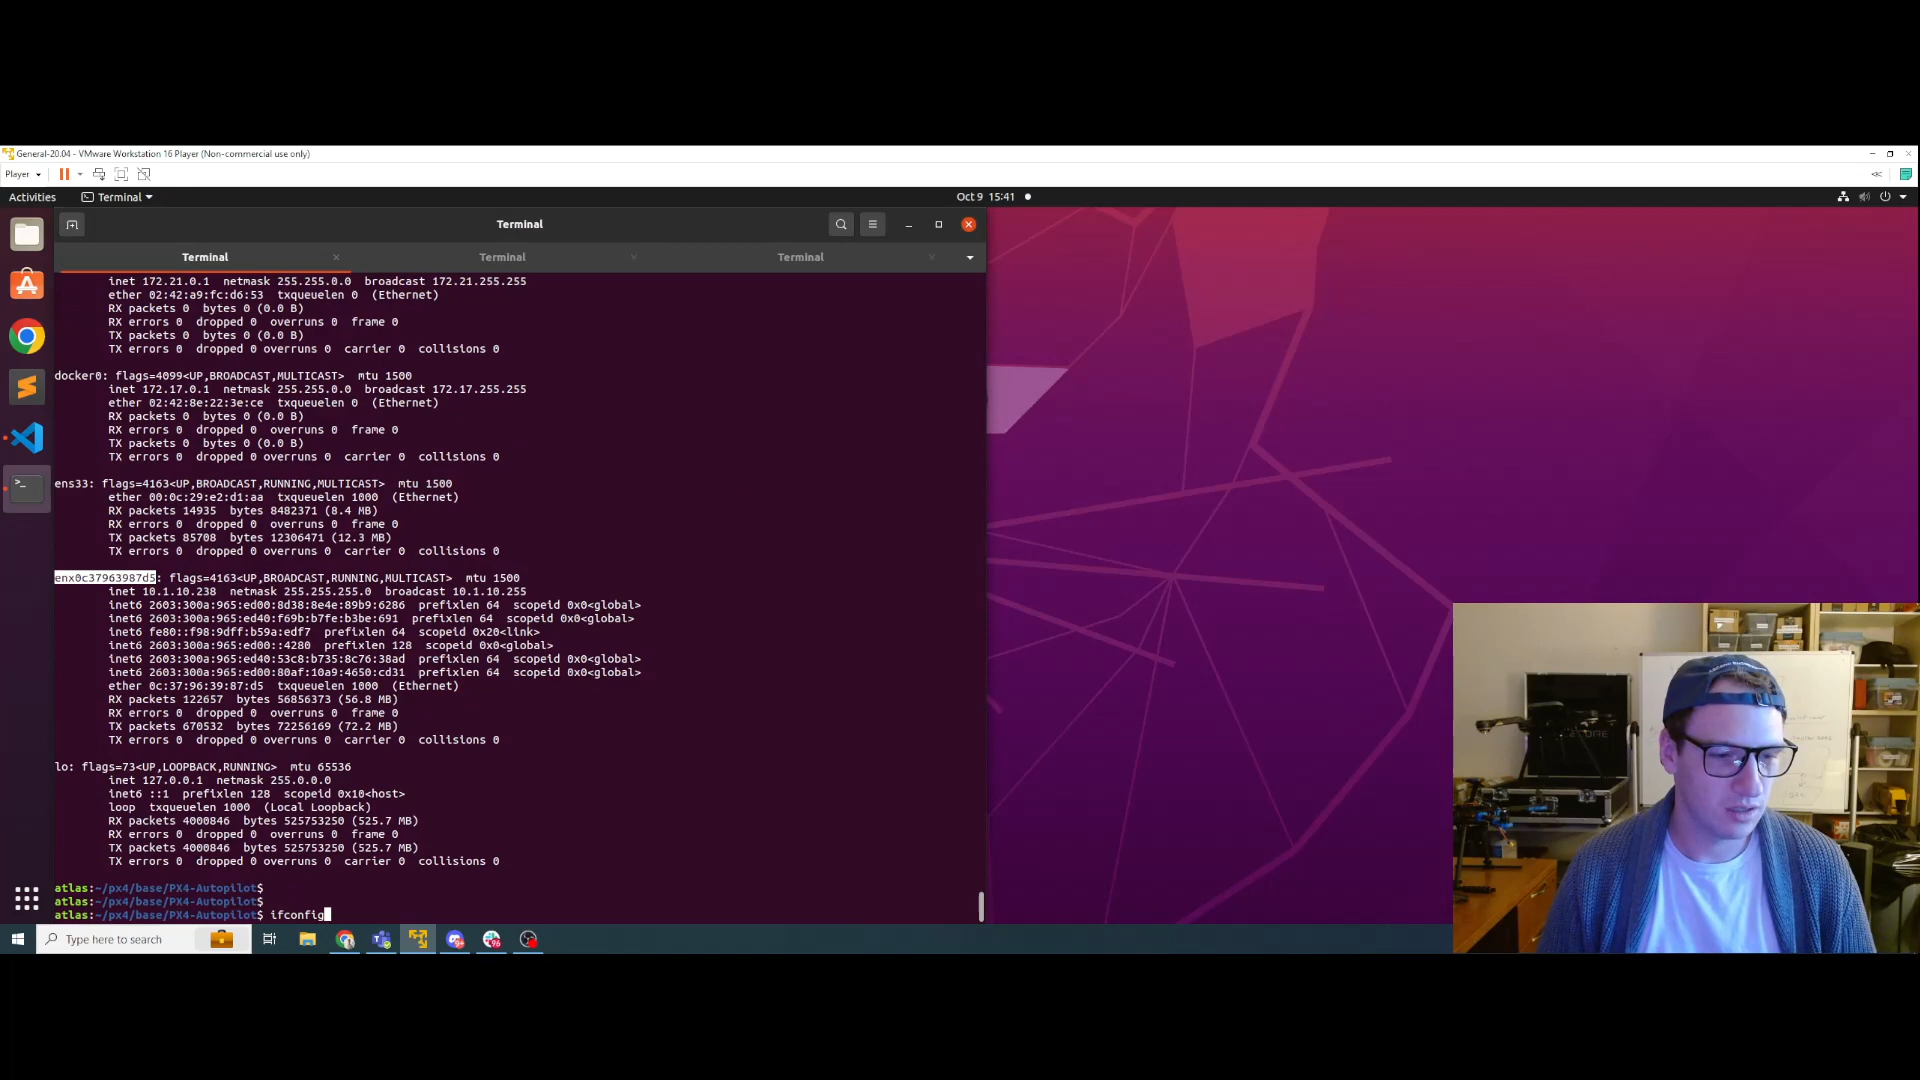 General-20.04 - VMware Workstation 16 Player (Non-commercial use only)
Player
Activities
Terminal
Oct 9 15:41
Terminal
Terminal
Terminal
Terminal
inet 172.21.0.1 netmask 255.255.0.0 broadcast 172.21.255.255
ether 02:42:a9:fc:d6:53 txqueuelen 0 (Ethernet)
RX packets 0 bytes 0 (0.0 B)
RX errors 0 dropped 0 overruns 0 frame 0
TX packets 0 bytes 0 (0.0 B)
TX errors 0 dropped 0 overruns 0 carrier 0 collisions 0
docker0: flags=4099<UP,BROADCAST,MULTICAST> mtu 1500
inet 172.17.0.1 netmask 255.255.0.0 broadcast 172.17.255.255
ether 02:42:8e:22:3e:ce txqueuelen 0 (Ethernet)
RX packets 0 bytes 0 (0.0 B)
RX errors 0 dropped 0 overruns 0 frame 0
TX packets 0 bytes 0 (0.0 B)
TX errors 0 dropped 0 overruns 0 carrier 0 collisions 0
ens33: flags=4163<UP,BROADCAST,RUNNING,MULTICAST> mtu 1500
ether 00:0c:29:e2:d1:aa txqueuelen 1000 (Ethernet)
RX packets 14935 bytes 8482371 (8.4 MB)
RX errors 0 dropped 0 overruns 0 frame 0
TX packets 85708 bytes 12306471 (12.3 MB)
TX errors 0 dropped 0 overruns 0 carrier 0 collisions 0
enx0c37963987d5: flags=4163<UP,BROADCAST,RUNNING,MULTICAST> mtu 1500
inet 10.1.10.238 netmask 255.255.255.0 broadcast 10.1.10.255
inet6 2603:300a:965:ed00:8d38:8e4e:89b9:6286 prefixlen 64 scopeid 0x0<global>
inet6 2603:300a:965:ed40:f69b:b7fe:b3be:691 prefixlen 64 scopeid 0x0<global>
inet6 fe80::f98:9dff:b59a:edf7 prefixlen 64 scopeid 0x20<link>
inet6 2603:300a:965:ed00::4280 prefixlen 128 scopeid 0x0<global>
inet6 2603:300a:965:ed40:53c8:b735:8c76:38ad prefixlen 64 scopeid 0x0<global>
inet6 2603:300a:965:ed00:80af:10a9:4650:cd31 prefixlen 64 scopeid 0x0<global>
ether 0c:37:96:39:87:d5 txqueuelen 1000 (Ethernet)
RX packets 122657 bytes 56856373 (56.8 MB)
RX errors 0 dropped 0 overruns 0 frame 0
TX packets 670532 bytes 72256169 (72.2 MB)
TX errors 0 dropped 0 overruns 0 carrier 0 collisions 0
lo: flags=73<UP,LOOPBACK,RUNNING> mtu 65536
inet 127.0.0.1 netmask 255.0.0.0
inet6 ::1 prefixlen 128 scopeid 0x10<host>
loop txqueuelen 1000 (Local Loopback)
RX packets 4000846 bytes 525753250 (525.7 MB)
RX errors 0 dropped 0 overruns 0 frame 0
TX packets 4000846 bytes 525753250 (525.7 MB)
TX errors 0 dropped 0 overruns 0 carrier 0 collisions 0
atlas:~/px4/base/PX4-Autopilot$
atlas:~/px4/base/PX4-Autopilot$
atlas:~/px4/base/PX4-Autopilot$ ifconfig
Type here to search